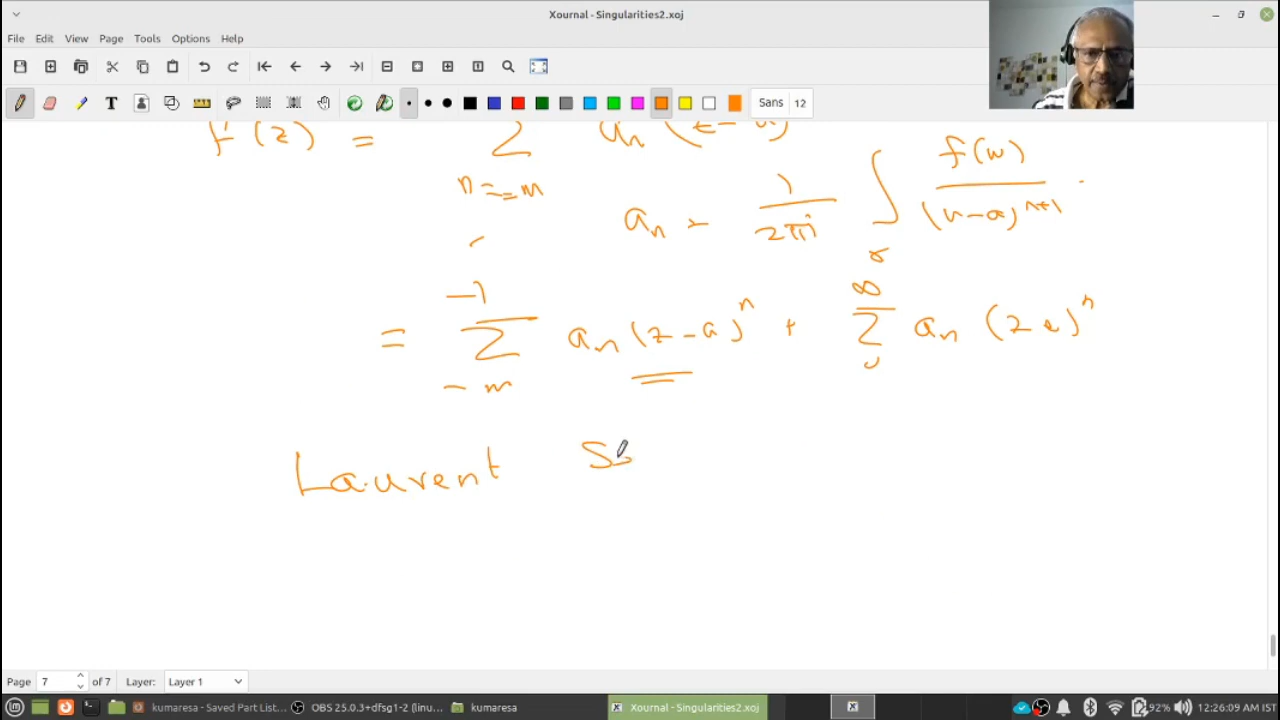 Xournal - Singularities2.xoj
File Edit View Page Tools Options Help
Sans 12
f(z) = ∑ aₙ (z-a)
n=-m
aₙ = 1/2πi ∫ f(w)/(w-a)ⁿ⁺¹ .
γ
-1 ∞
= ∑ aₙ (z-a)ⁿ + ∑ aₙ (z a)ⁿ
-m 0
Laurent
Page 7 of 7 Layer: Layer 1
kumaresa - Saved Part List... OBS 25.0.3+dfsg1-2 (linu... kumaresa Xournal - Singularities2.xoj 92% 12:26:09 AM IST